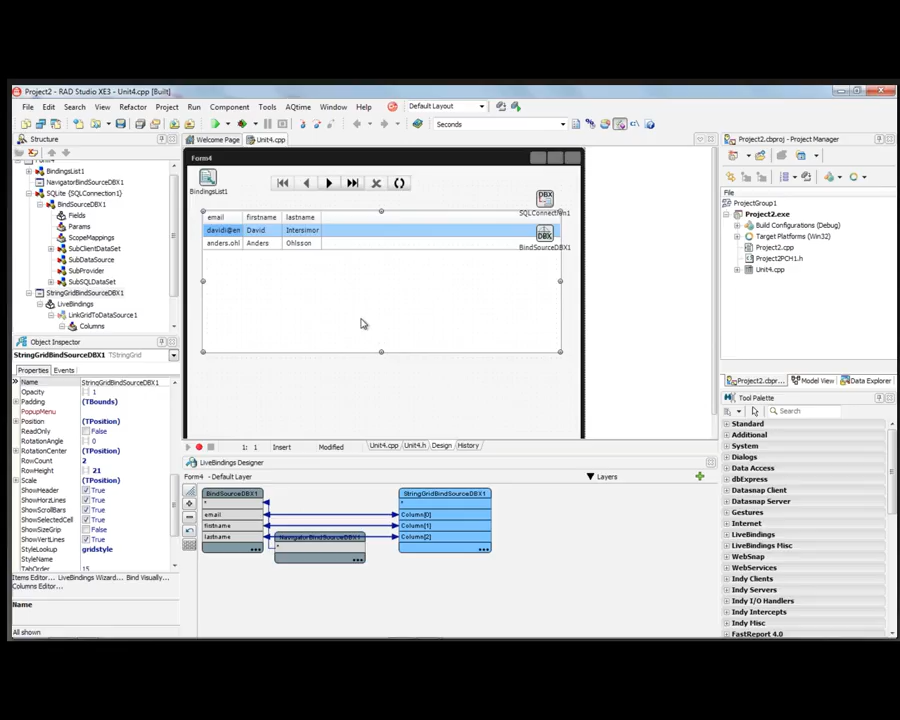 Project2 - RAD Studio XE3 - Unit4.cpp [Built]
File Edit Search View Refactor Project Run Component Tools AQtime Window Help Default Layout
Seconds
Structure
Welcome Page Unit4.cpp
Project2.cbproj - Project Manager
BindingsList1
NavigatorBindSourceDBX1
SQLite (SQLConnection1)
BindSourceDBX1
Fields
Params
ScopeMappings
SubClientDataSet
SubDataSource
SubProvider
SubSQLDataSet
StringGridBindSourceDBX1
LiveBindings
LinkGridToDataSource1
Columns
Form4
BindingsList1
SQLConnection1
BindSourceDBX1
email firstname lastname
davidi@en David Intersimor
anders.ohl Anders Ohlsson
File
ProjectGroup1
Project2.exe
Build Configurations (Debug)
Target Platforms (Win32)
Project2.cpp
Project2PCH1.h
Unit4.cpp
Project2.cbpr... Model View Data Explorer
Object Inspector
StringGridBindSourceDBX1 TStringGrid
Properties Events
Name StringGridBindSourceDBX1
Opacity 1
Padding (TBounds)
PopupMenu
Position (TPosition)
ReadOnly False
RotationAngle 0
RotationCenter (TPosition)
RowCount 2
RowHeight 21
Scale (TPosition)
ShowHeader True
ShowHorzLines True
ShowScrollBars True
ShowSelectedCell True
ShowSizeGrip False
ShowVertLines True
StyleLookup gridstyle
TabOrder 15
Items Editor... LiveBindings Wizard... Bind Visually...
Columns Editor...
Name
All shown
1: 1 Insert Modified Unit4.cpp Unit4.h Design History
LiveBindings Designer
Form4 - Default Layer Layers
BindSourceDBX1
*
email
firstname
lastname
NavigatorBindSourceDBX1
*
StringGridBindSourceDBX1
*
Column[0]
Column[1]
Column[2]
Tool Palette
Search
Standard
Additional
System
Dialogs
Data Access
dbExpress
Datasnap Client
Datasnap Server
Gestures
Internet
LiveBindings
LiveBindings Misc
WebSnap
WebServices
Indy Clients
Indy Servers
Indy I/O Handlers
Indy Intercepts
Indy Misc
FastReport 4.0